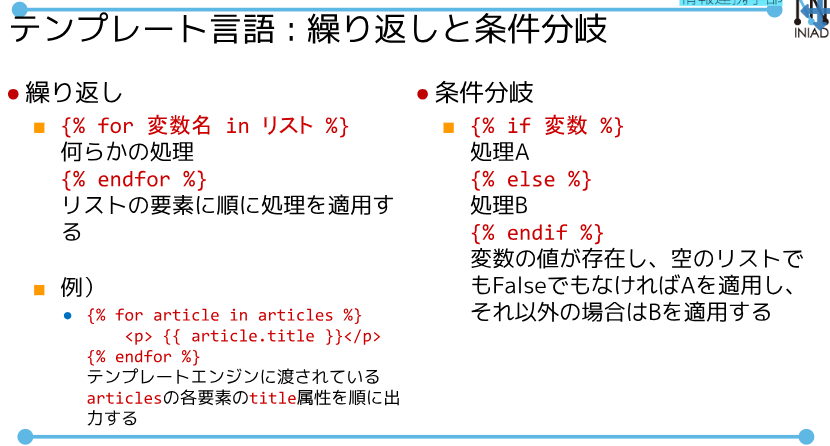 情報連携学部
INIAD
テンプレート言語：繰り返しと条件分岐
繰り返し
{% for 変数名 in リスト %}
何らかの処理
{% endfor %}
リストの要素に順に処理を適用す
る
例）
{% for article in articles %}
<p> {{ article.title }}</p>
{% endfor %}
テンプレートエンジンに渡されている
articlesの各要素のtitle属性を順に出
力する
条件分岐
{% if 変数 %}
処理A
{% else %}
処理B
{% endif %}
変数の値が存在し、空のリストで
もFalseでもなければAを適用し、
それ以外の場合はBを適用する